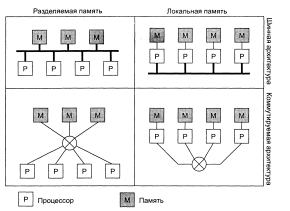 Разделяемая память
Локальная память
M M M
M M M M
P P P P
P P P P
Шинная архитектура
M M M
M M M M
P P P P
P P P P
Коммутируемая архитектура
P Процессор
M Память